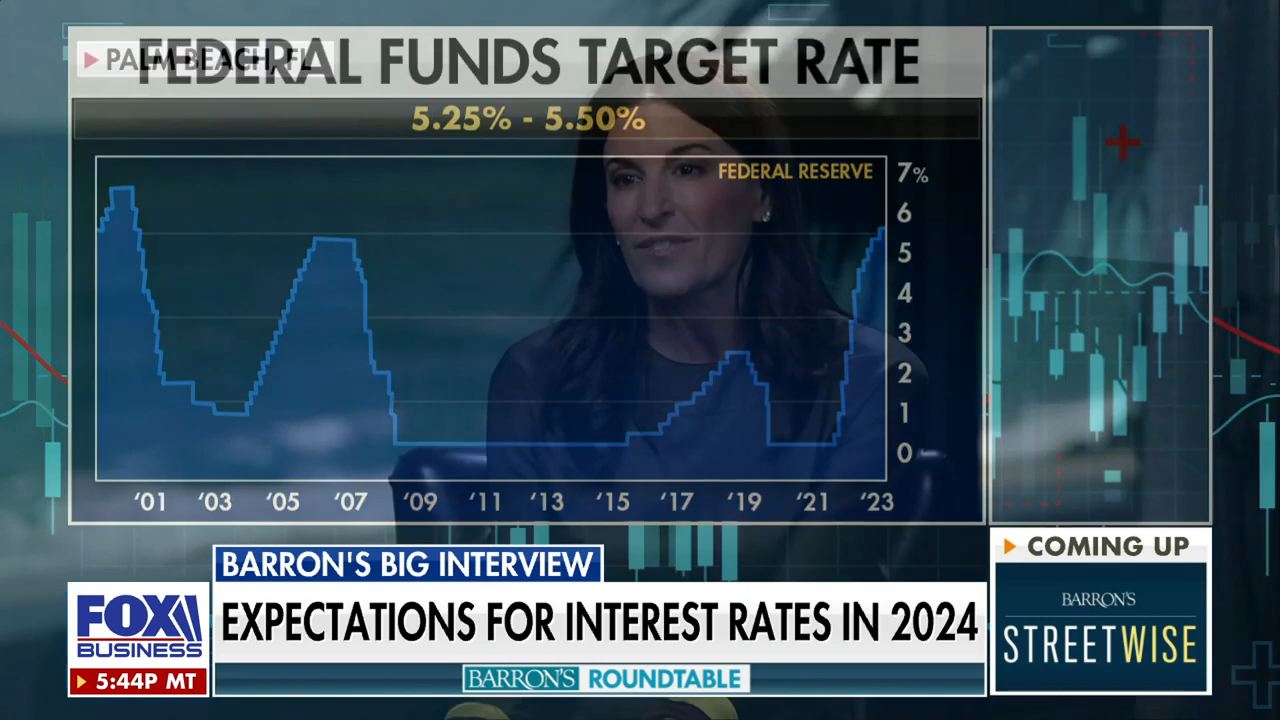 FEDERAL FUNDS TARGET RATE
PALM BEACH, FL
5.25% - 5.50%
FEDERAL RESERVE
7%
6
5
4
3
2
1
0
‘01 ‘03 ‘05 ‘07 ‘09 ‘11 ‘13 ‘15 ‘17 ‘19 ‘21 ‘23
BARRON'S BIG INTERVIEW
EXPECTATIONS FOR INTEREST RATES IN 2024
BARRON'S ROUNDTABLE
FOX
BUSINESS
5:44P MT
COMING UP
BARRON'S
STREETWISE